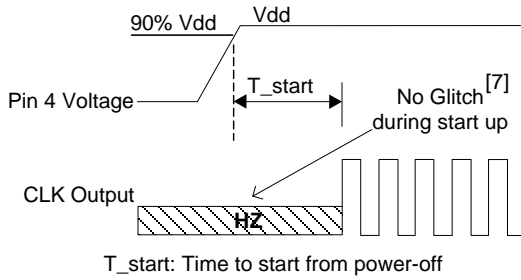 90% Vdd
Vdd
T_start
Pin 4 Voltage
No Glitch[7]
during start up
CLK Output
HZ
T_start: Time to start from power-off